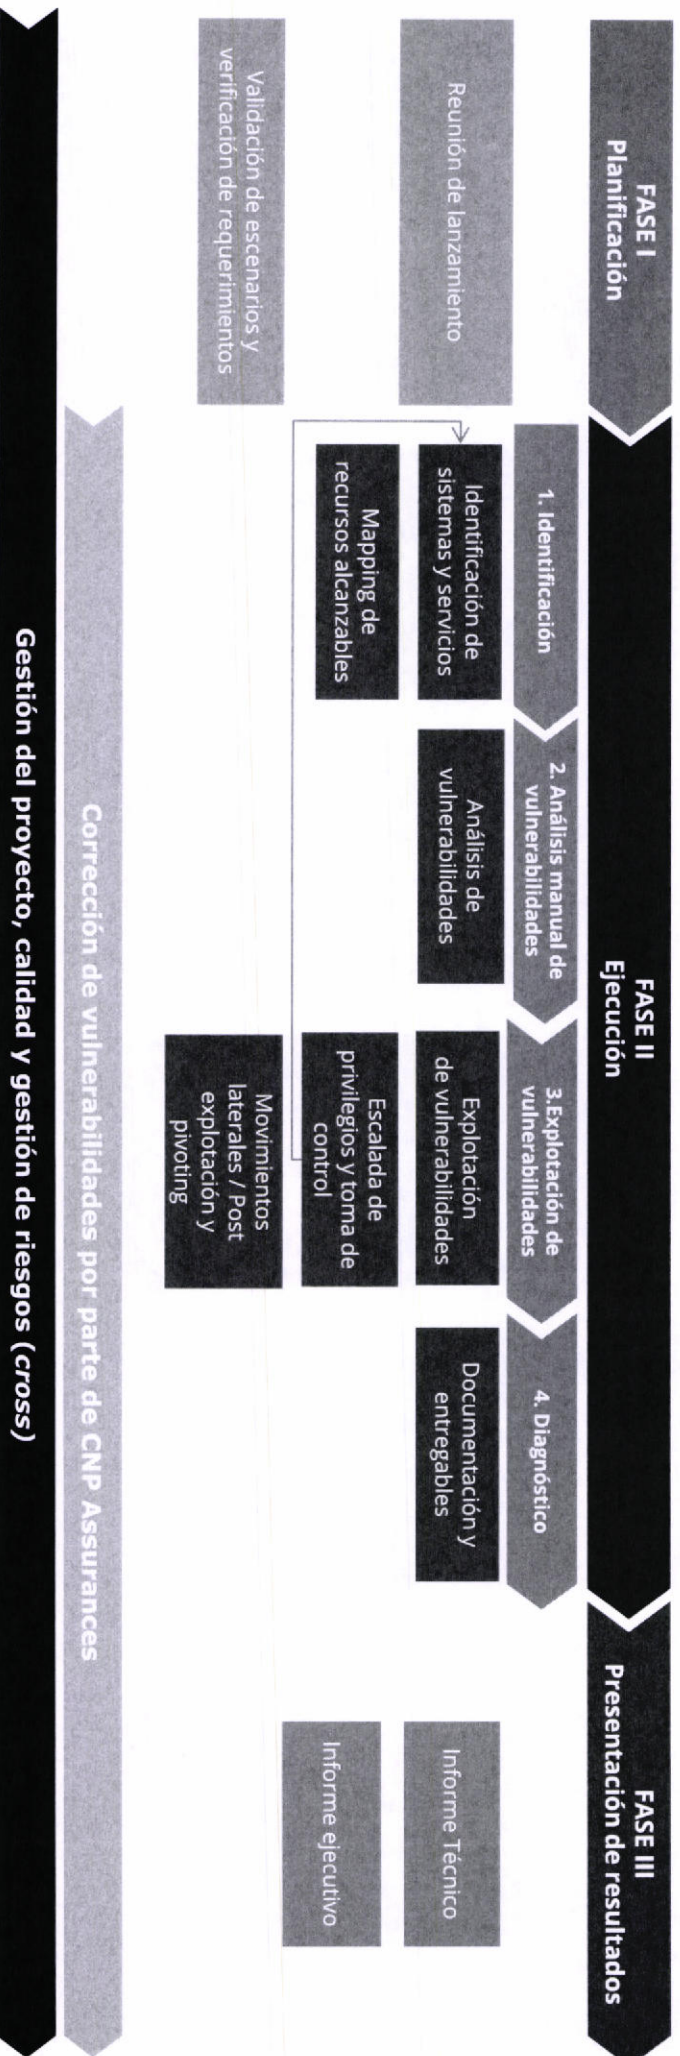 FASE I
Planificación
FASE II
Ejecución
FASE III
Presentación de resultados
Reunión de lanzamiento
Validación de escenarios y
verificación de requerimientos
1. Identificación
Identificación de
sistemas y servicios
Mapping de
recursos alcanzables
2. Análisis manual de
vulnerabilidades
Análisis de
vulnerabilidades
3.Explotación de
vulnerabilidades
Explotación
de vulnerabilidades
Escalada de
privilegios y toma de
control
Movimientos
laterales / Post
explotación y
pivoting
4. Diagnóstico
Documentación y
entregables
Informe Técnico
Informe ejecutivo
Corrección de vulnerabilidades por parte de CNP Assurances
Gestión del proyecto, calidad y gestión de riesgos (cross)